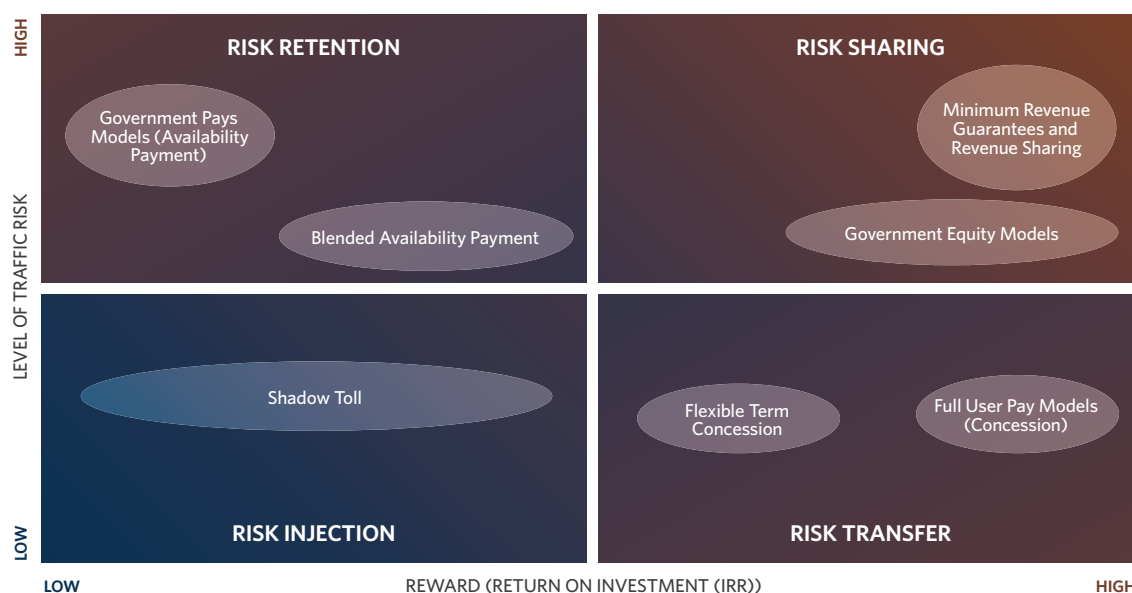 HIGH
RISK RETENTION
Government Pays
Models (Availability
Payment)
Blended Availability Payment
RISK SHARING
Minimum Revenue
Guarantees and
Revenue Sharing
Government Equity Models
LEVEL OF TRAFFIC RISK
Shadow Toll
RISK INJECTION
Flexible Term
Concession
Full User Pay Models
(Concession)
RISK TRANSFER
LOW
LOW
REWARD (RETURN ON INVESTMENT (IRR))
HIGH